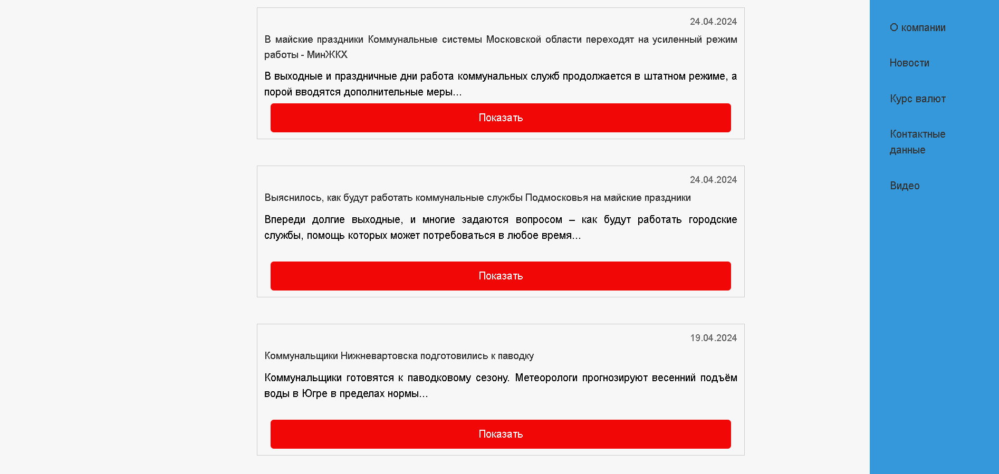 24.04.2024
В майские праздники Коммунальные системы Московской области переходят на усиленный режим
работы - МинЖКХ
В выходные и праздничные дни работа коммунальных служб продолжается в штатном режиме, а
порой вводятся дополнительные меры...
Показать
24.04.2024
Выяснилось, как будут работать коммунальные службы Подмосковья на майские праздники
Впереди долгие выходные, и многие задаются вопросом – как будут работать городские
службы, помощь которых может потребоваться в любое время...
Показать
19.04.2024
Коммунальщики Нижневартовска подготовились к паводку
Коммунальщики готовятся к паводковому сезону. Метеорологи прогнозируют весенний подъём
воды в Югре в пределах нормы...
Показать
О компании
Новости
Курс валют
Контактные
данные
Видео